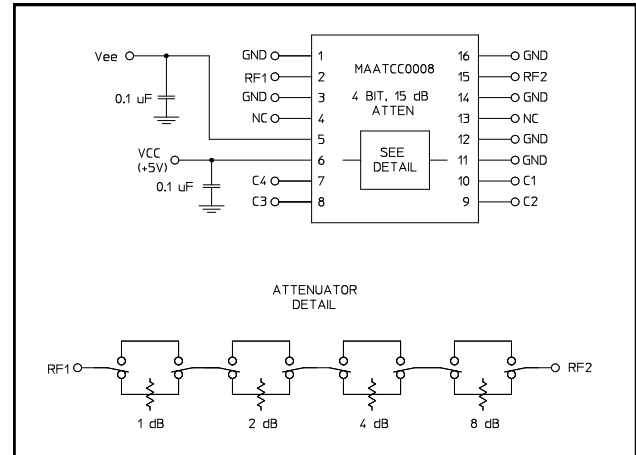 Vee
0.1 uF
VCC
(+5V)
0.1 uF
GND 1
RF1 2
GND 3
NC 4
5
6
C4 7
C3 8
MAATCC0008
4 BIT, 15 dB
ATTEN
SEE
DETAIL
16 GND
15 RF2
14 GND
13 NC
12 GND
11 GND
10 C1
9 C2
ATTENUATOR
DETAIL
RF1
RF2
1 dB
2 dB
4 dB
8 dB